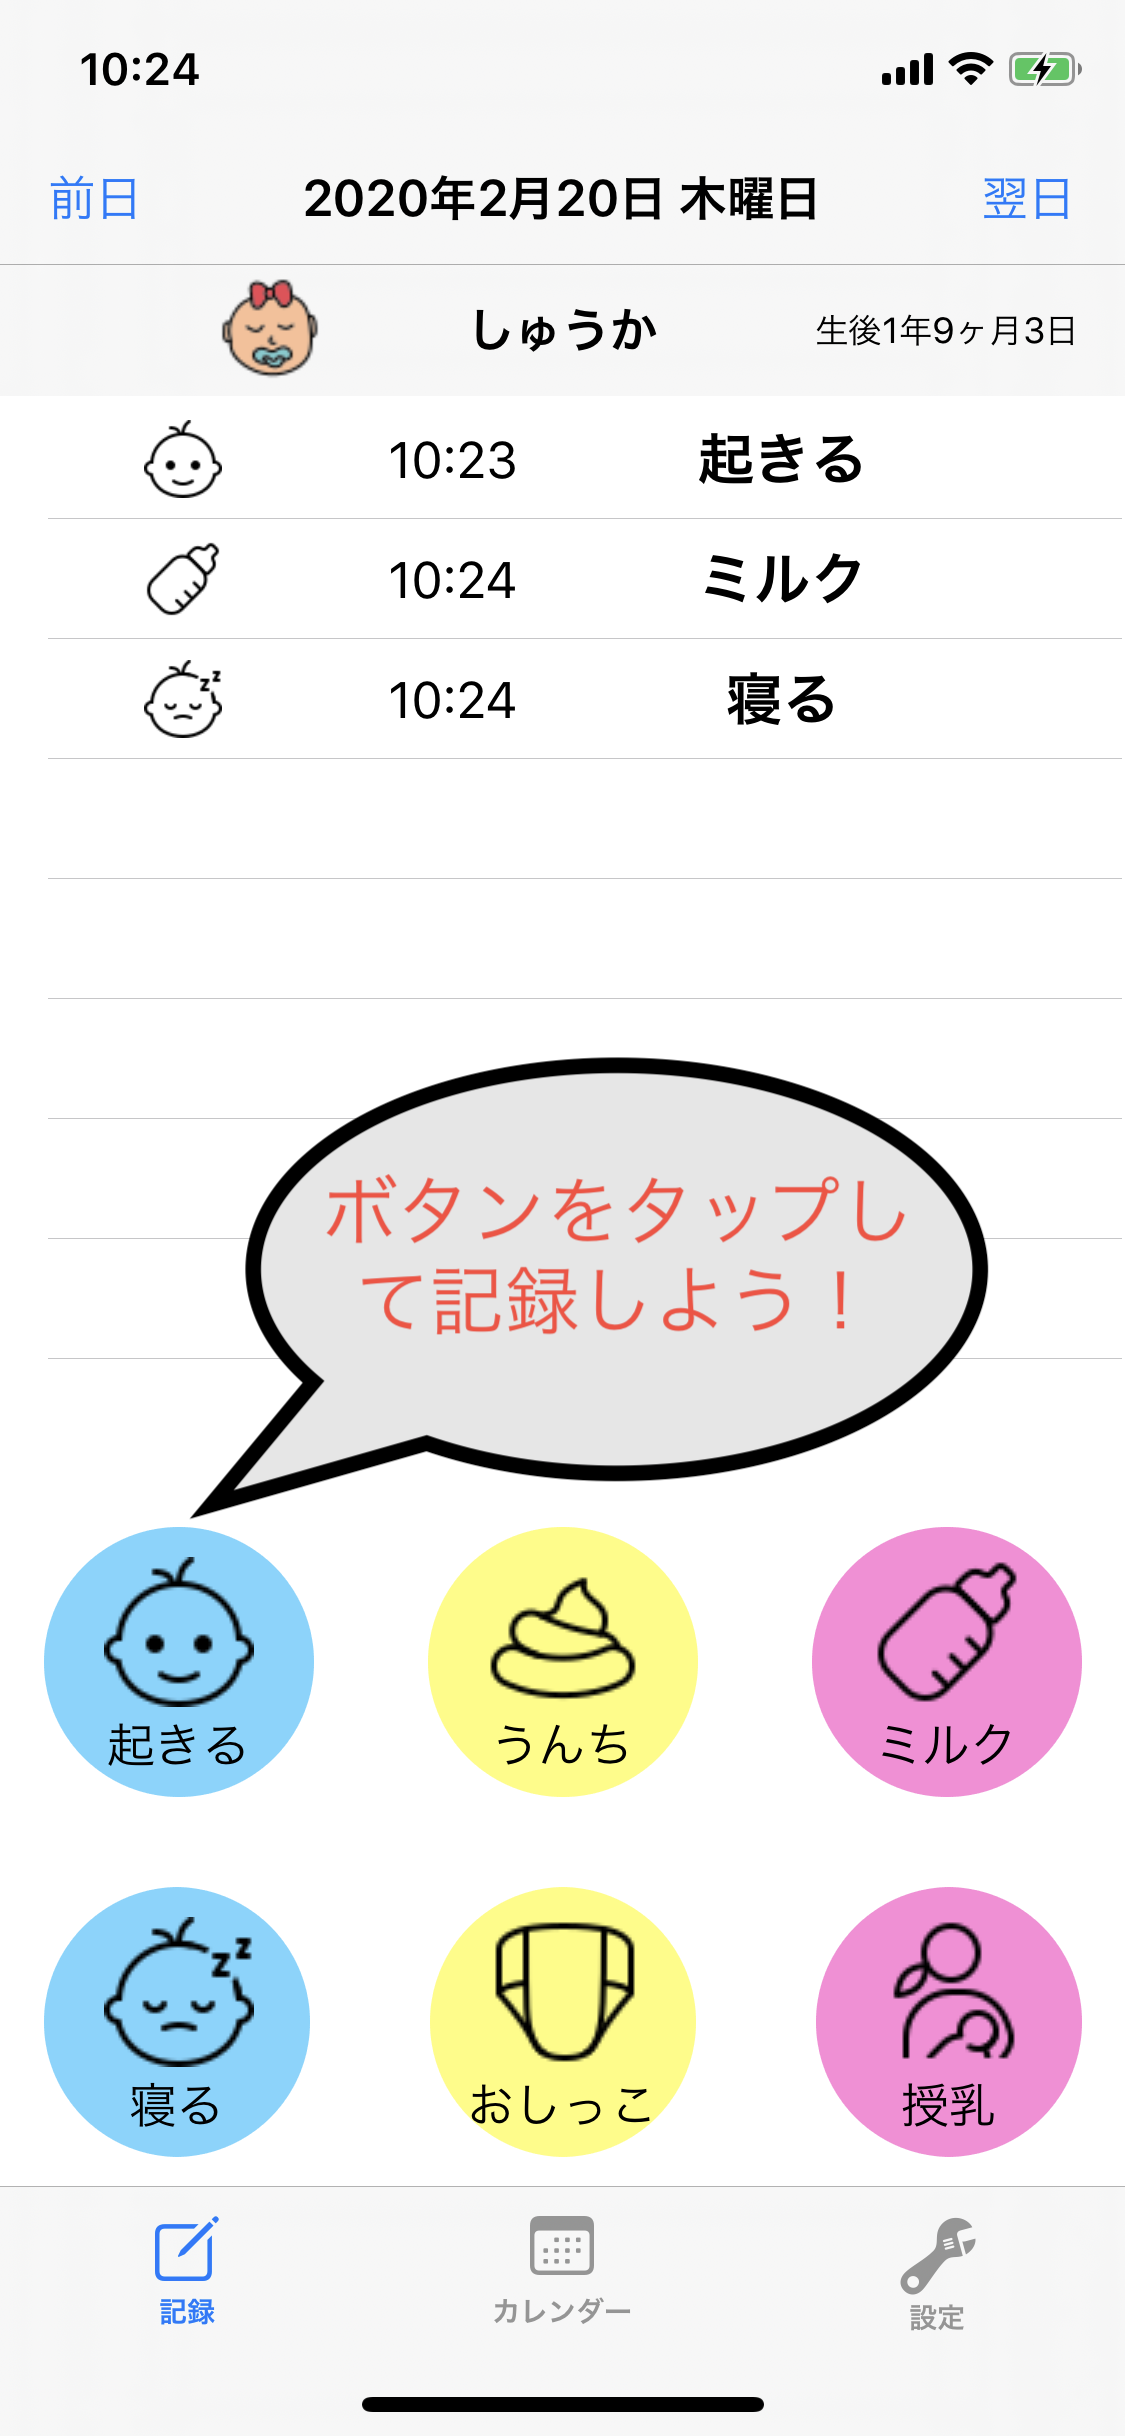 10:24
前日 2020年2月20日 木曜日 翌日
しゅうか 生後1年9ヶ月3日
10:23 起きる
10:24 ミルク
10:24 寝る
ボタンをタップし
て記録しよう！
起きる うんち ミルク
寝る おしっこ 授乳
記録 カレンダー 設定